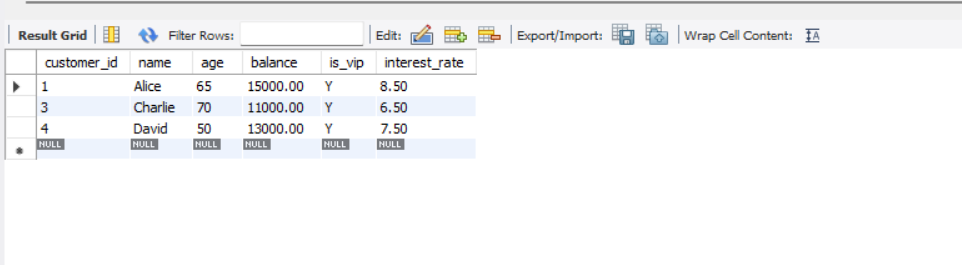 Result Grid Filter Rows: Edit: Export/Import: Wrap Cell Content: IA
customer_id name age balance is_vip interest_rate
1 Alice 65 15000.00 Y 8.50
3 Charlie 70 11000.00 Y 6.50
4 David 50 13000.00 Y 7.50
NULL NULL NULL NULL NULL NULL